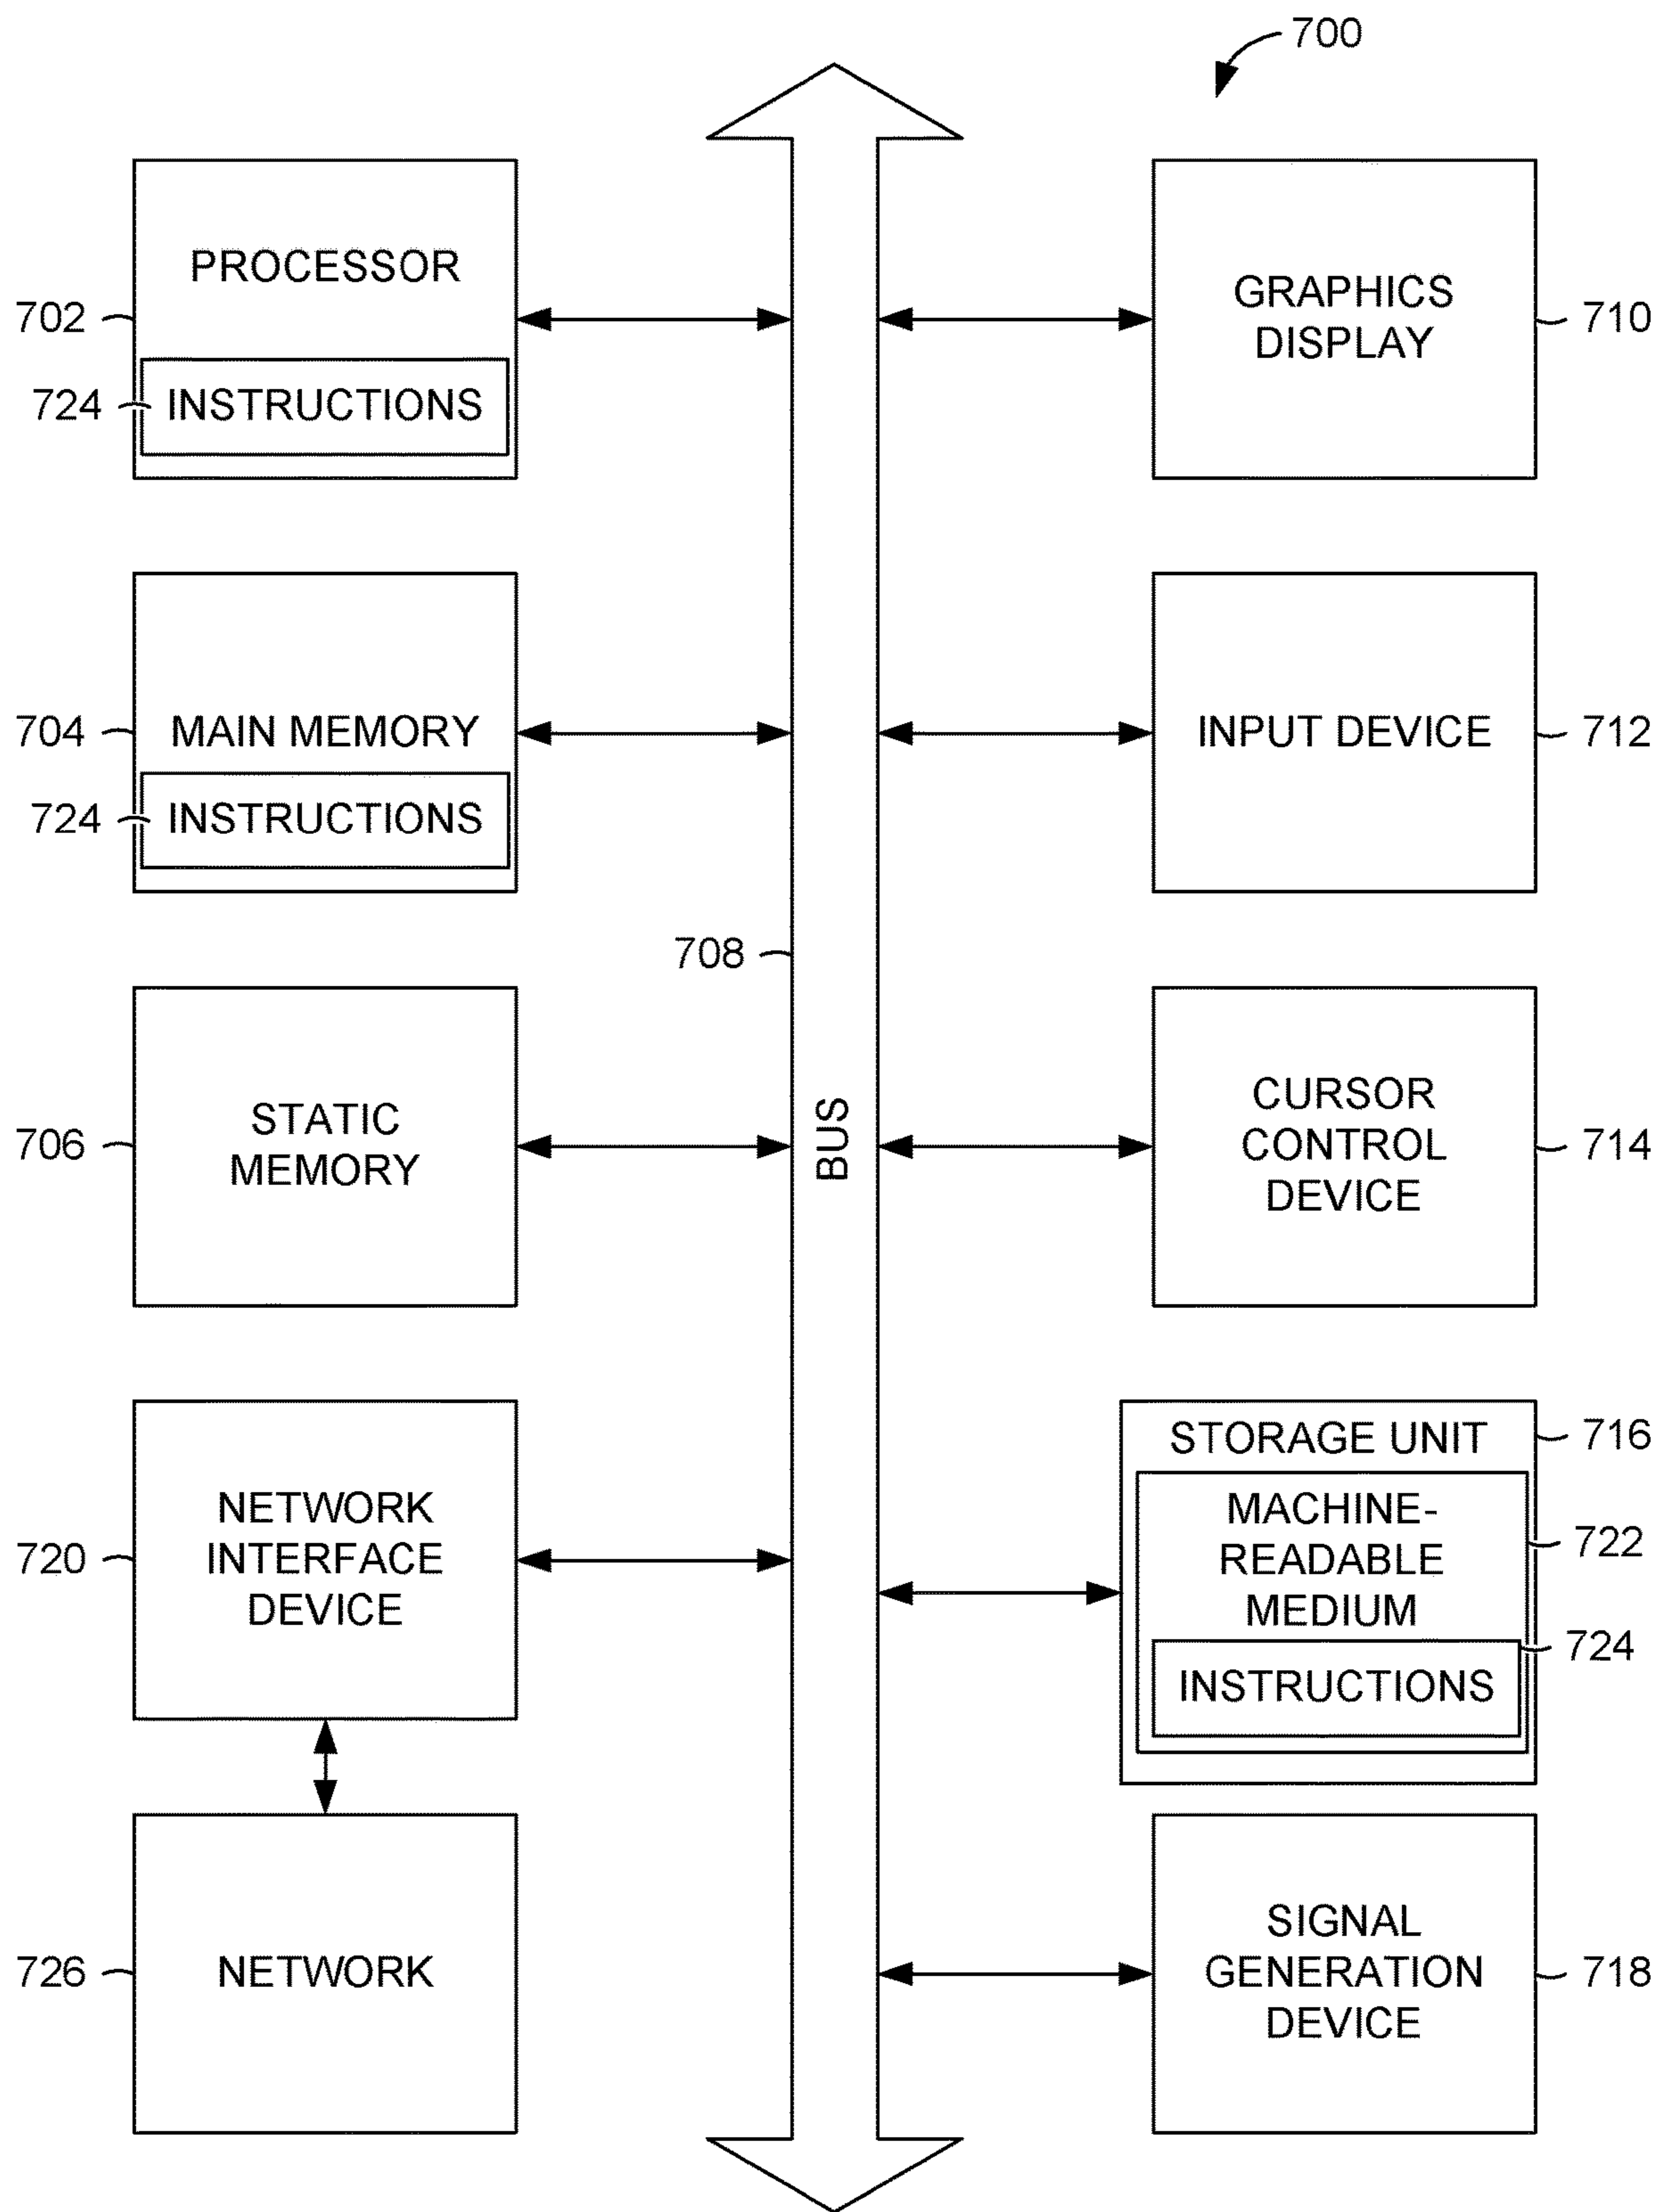 700
PROCESSOR
702
724
INSTRUCTIONS
GRAPHICS
DISPLAY
710
MAIN MEMORY
704
724
INSTRUCTIONS
INPUT DEVICE
712
708
BUS
STATIC
MEMORY
706
CURSOR
CONTROL
DEVICE
714
NETWORK
INTERFACE
DEVICE
720
STORAGE UNIT
716
MACHINE-
READABLE
MEDIUM
722
724
INSTRUCTIONS
NETWORK
726
SIGNAL
GENERATION
DEVICE
718